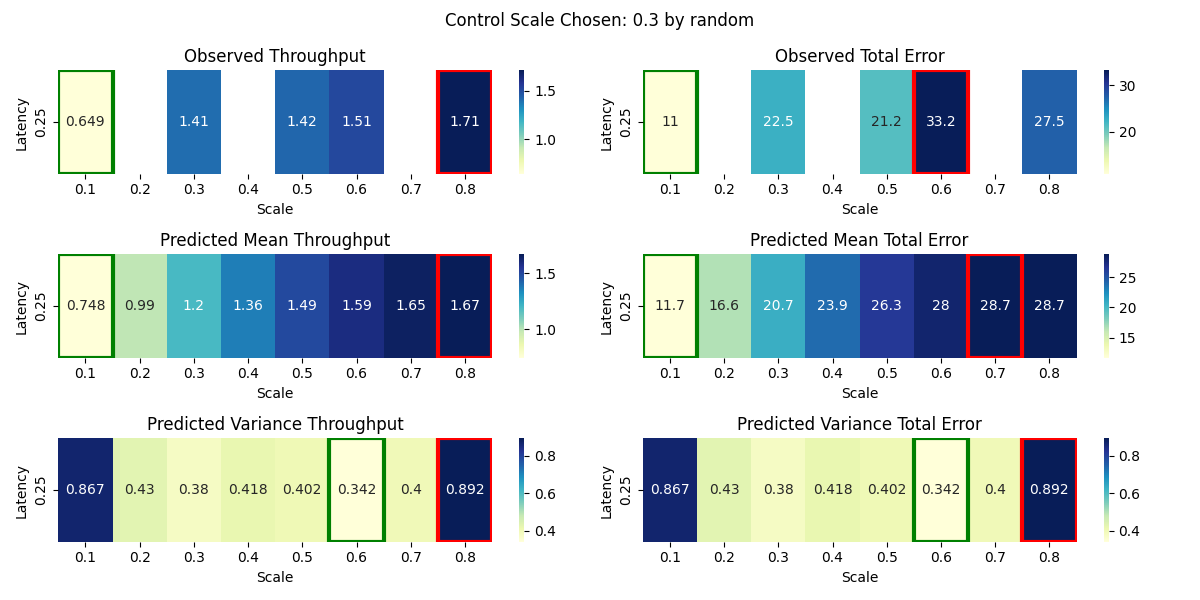 Control Scale Chosen: 0.3 by random
Observed Throughput
Latency
0.25
0.649 1.41 1.42 1.51 1.71
0.1 0.2 0.3 0.4 0.5 0.6 0.7 0.8
Scale
1.5
1.0
Observed Total Error
Latency
0.25
11 22.5 21.2 33.2 27.5
0.1 0.2 0.3 0.4 0.5 0.6 0.7 0.8
Scale
30
20
Predicted Mean Throughput
Latency
0.25
0.748 0.99 1.2 1.36 1.49 1.59 1.65 1.67
0.1 0.2 0.3 0.4 0.5 0.6 0.7 0.8
Scale
1.5
1.0
Predicted Mean Total Error
Latency
0.25
11.7 16.6 20.7 23.9 26.3 28 28.7 28.7
0.1 0.2 0.3 0.4 0.5 0.6 0.7 0.8
Scale
25
20
15
Predicted Variance Throughput
Latency
0.25
0.867 0.43 0.38 0.418 0.402 0.342 0.4 0.892
0.1 0.2 0.3 0.4 0.5 0.6 0.7 0.8
Scale
0.8
0.6
0.4
Predicted Variance Total Error
Latency
0.25
0.867 0.43 0.38 0.418 0.402 0.342 0.4 0.892
0.1 0.2 0.3 0.4 0.5 0.6 0.7 0.8
Scale
0.8
0.6
0.4